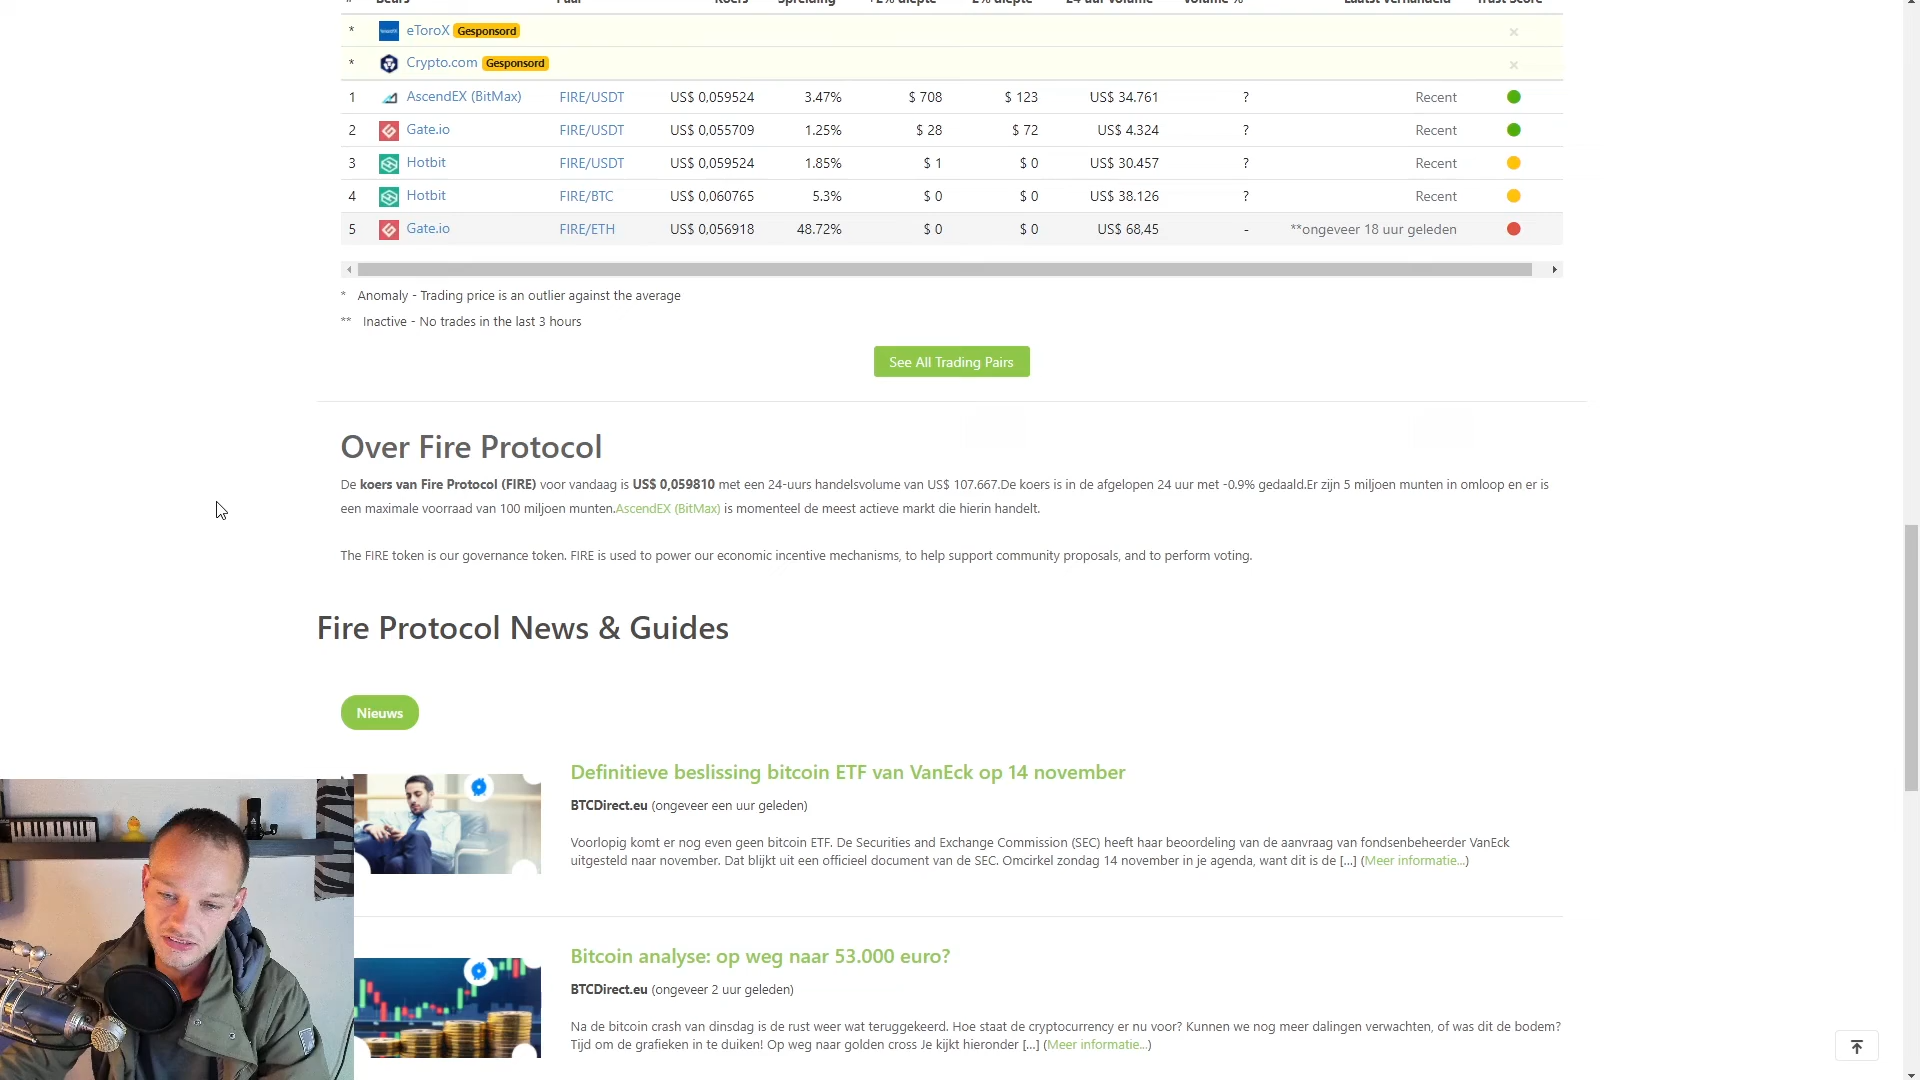 # Beurs Paar Koers Spreiding +2% diepte -2% diepte 24-uur volume Volume % Laatst verhandeld Trust Score
* eToroX Gesponsord
* Crypto.com Gesponsord
1 AscendEX (BitMax) FIRE/USDT US$ 0,059524 3.47% $ 708 $ 123 US$ 34.761 ? Recent
2 Gate.io FIRE/USDT US$ 0,055709 1.25% $ 28 $ 72 US$ 4.324 ? Recent
3 Hotbit FIRE/USDT US$ 0,059524 1.85% $ 1 $ 0 US$ 30.457 ? Recent
4 Hotbit FIRE/BTC US$ 0,060765 5.3% $ 0 $ 0 US$ 38.126 ? Recent
5 Gate.io FIRE/ETH US$ 0,056918 48.72% $ 0 $ 0 US$ 68,45 - **ongeveer 18 uur geleden
* Anomaly - Trading price is an outlier against the average
** Inactive - No trades in the last 3 hours
See All Trading Pairs
Over Fire Protocol
De koers van Fire Protocol (FIRE) voor vandaag is US$ 0,059810 met een 24-uurs handelsvolume van US$ 107.667.De koers is in de afgelopen 24 uur met -0.9% gedaald.Er zijn 5 miljoen munten in omloop en er is
een maximale voorraad van 100 miljoen munten.AscendEX (BitMax) is momenteel de meest actieve markt die hierin handelt.
The FIRE token is our governance token. FIRE is used to power our economic incentive mechanisms, to help support community proposals, and to perform voting.
Fire Protocol News & Guides
Nieuws
Definitieve beslissing bitcoin ETF van VanEck op 14 november
BTCDirect.eu (ongeveer een uur geleden)
Voorlopig komt er nog even geen bitcoin ETF. De Securities and Exchange Commission (SEC) heeft haar beoordeling van de aanvraag van fondsenbeheerder VanEck
uitgesteld naar november. Dat blijkt uit een officieel document van de SEC. Omcirkel zondag 14 november in je agenda, want dit is de [...] (Meer informatie...)
Bitcoin analyse: op weg naar 53.000 euro?
BTCDirect.eu (ongeveer 2 uur geleden)
Na de bitcoin crash van dinsdag is de rust weer wat teruggekeerd. Hoe staat de cryptocurrency er nu voor? Kunnen we nog meer dalingen verwachten, of was dit de bodem?
Tijd om de grafieken in te duiken! Op weg naar golden cross Je kijkt hieronder [...] (Meer informatie...)